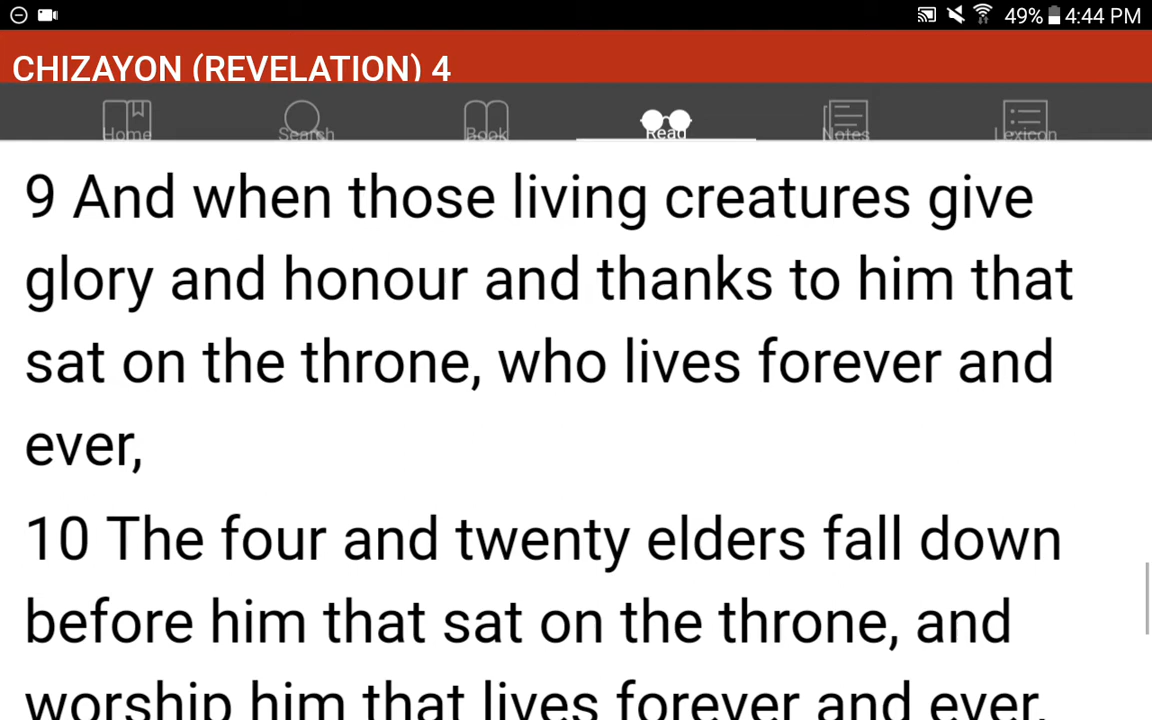 49% 4:44 PM
CHIZAYON (REVELATION) 4
Home Search Book Read Notes Lexicon
9 And when those living creatures give
glory and honour and thanks to him that
sat on the throne, who lives forever and
ever,
10 The four and twenty elders fall down
before him that sat on the throne, and
worship him that lives forever and ever,